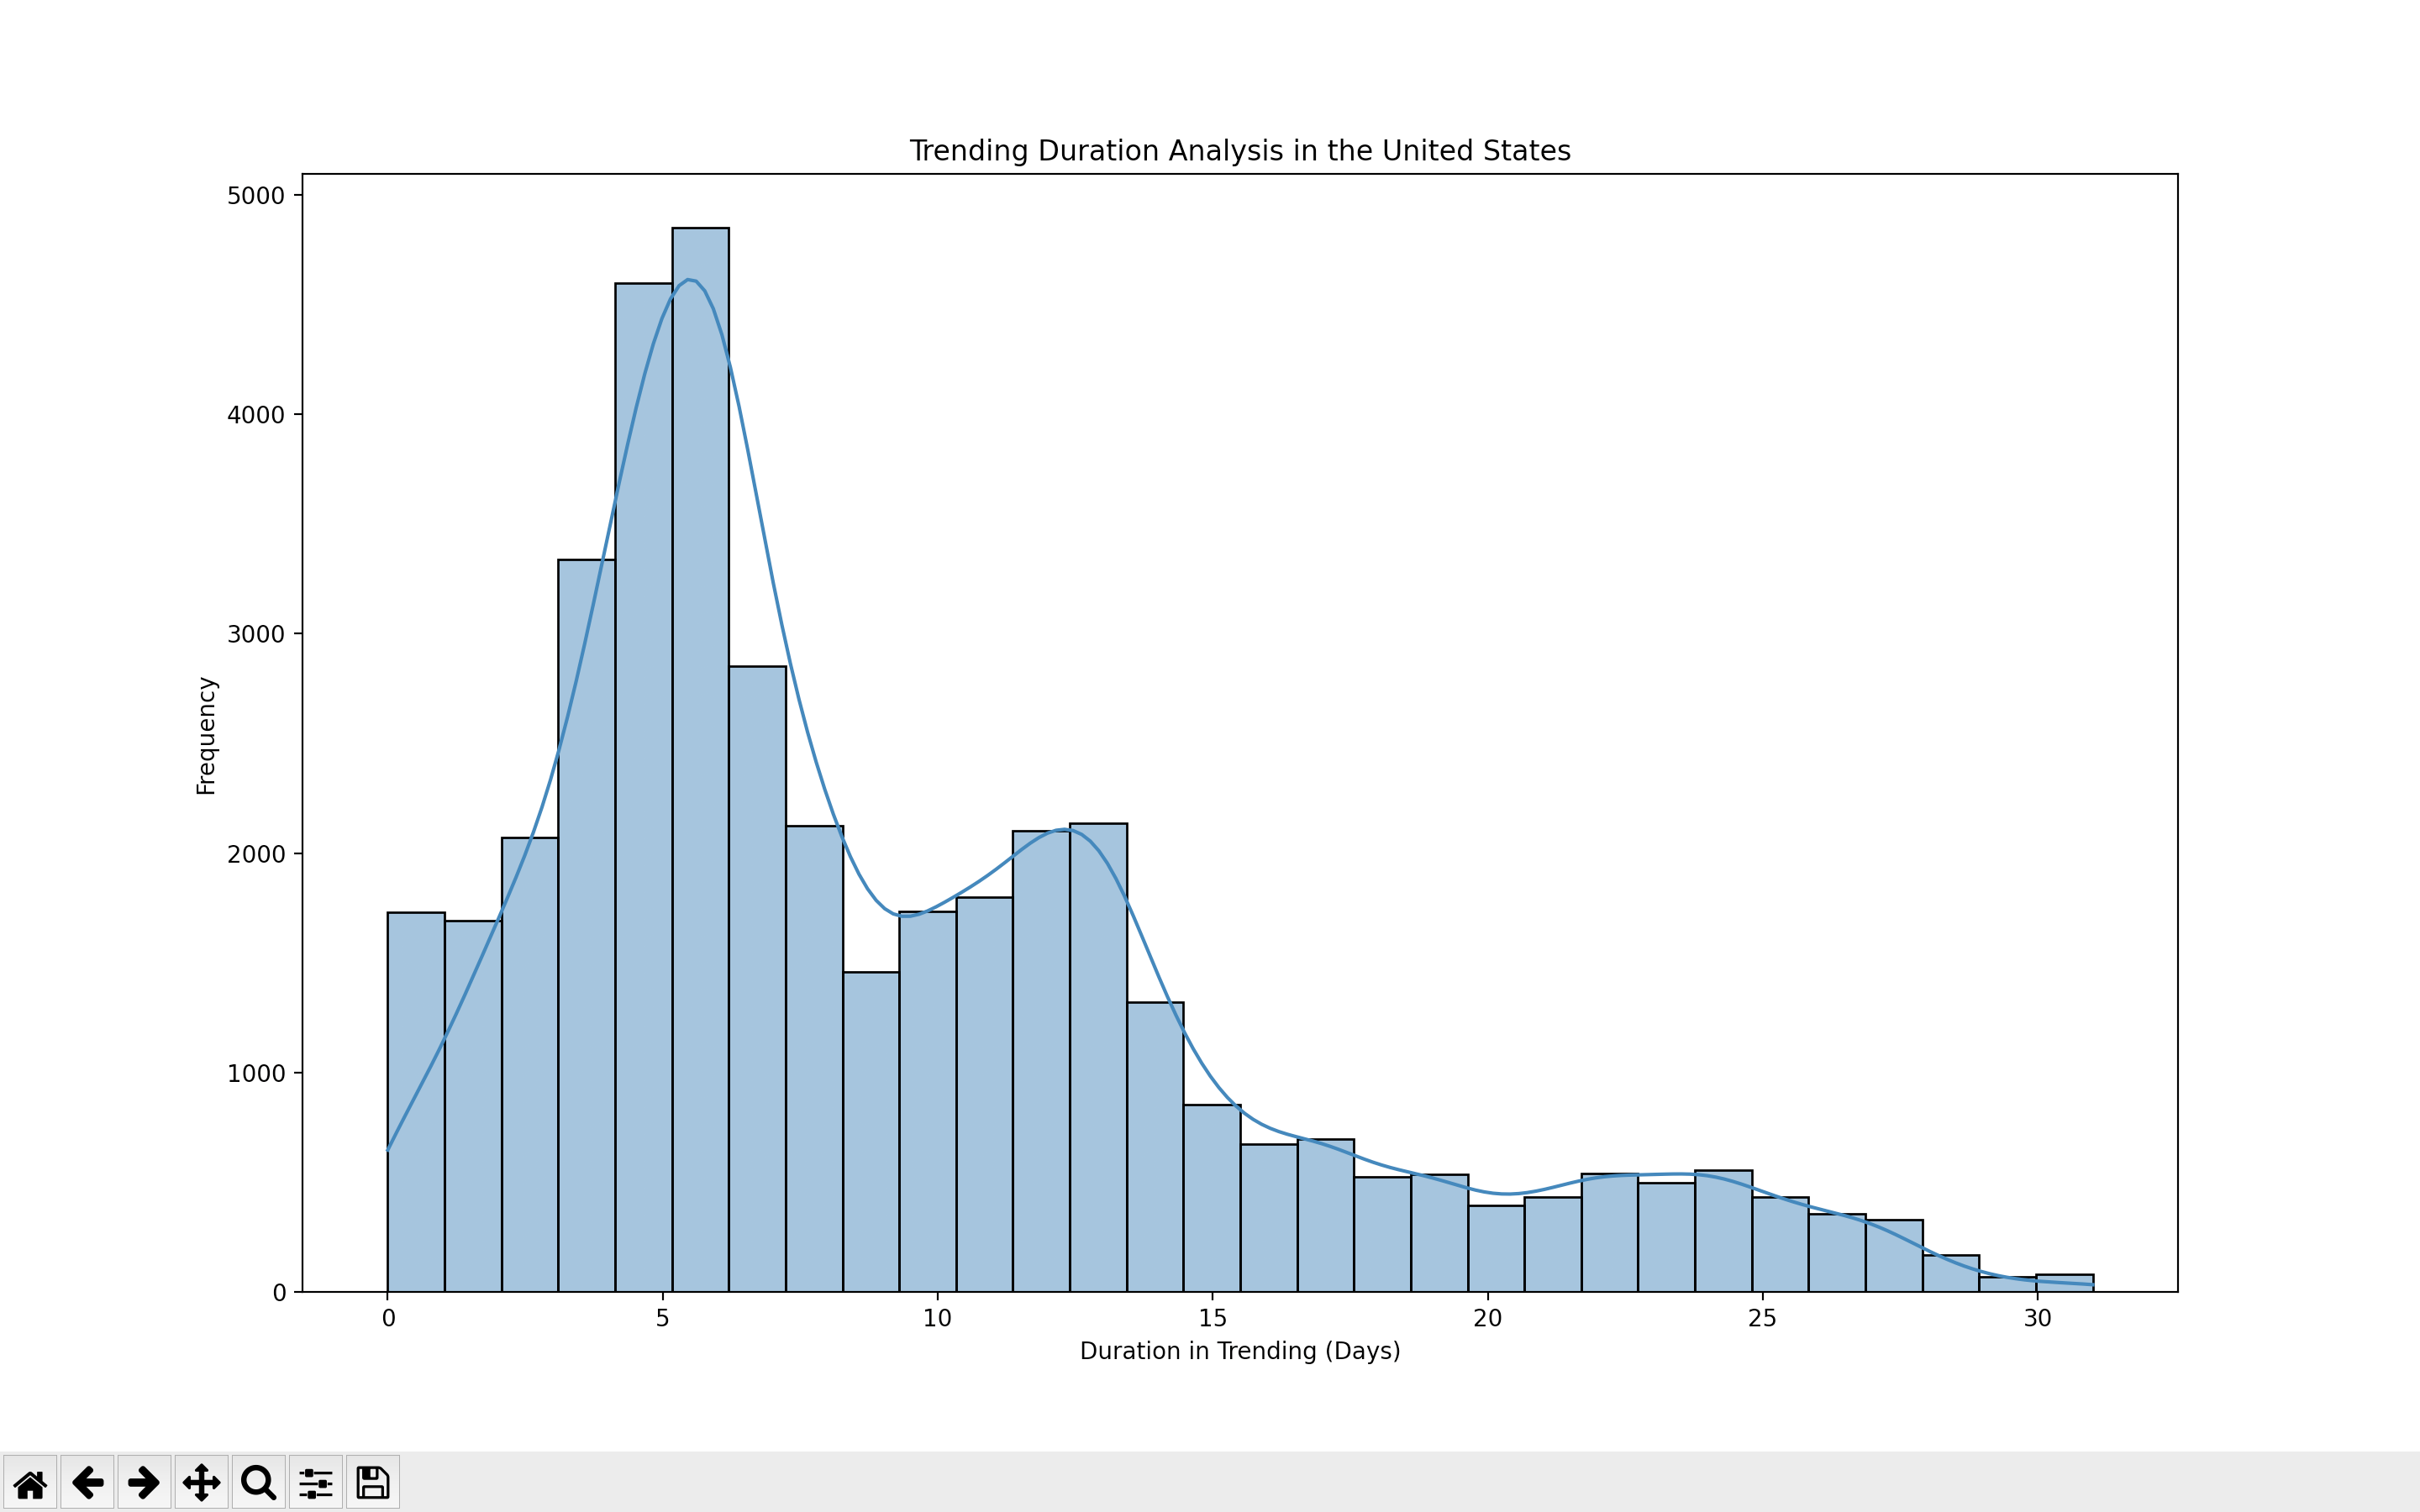 Trending Duration Analysis in the United States
5000
4000
3000
2000
1000
0
Frequency
0 5 10 15 20 25 30
Duration in Trending (Days)